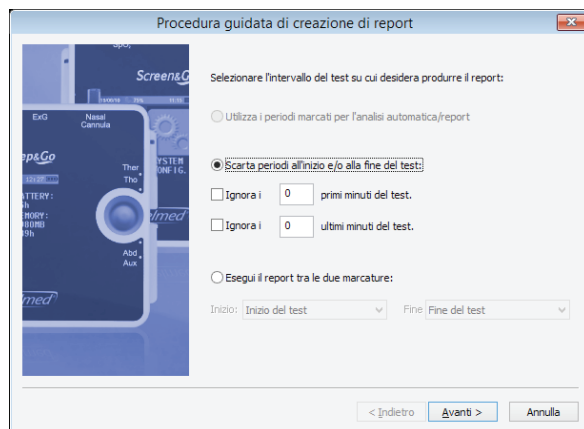 Procedura guidata di creazione di report
Screen&G
ExG
Nasal
Cannula
Ther
Tho
Abd
Aux
Selezionare l'intervallo del test su cui desidera produrre il report:
Utilizza i periodi marcati per l'analisi automatica/report
Scarta periodi all'inizio e/o alla fine del test:
Ignora i 0 primi minuti del test.
Ignora i 0 ultimi minuti del test.
Esegui il report tra le due marcature:
Inizio: Inizio del test Fine Fine del test
< Indietro Avanti > Annulla